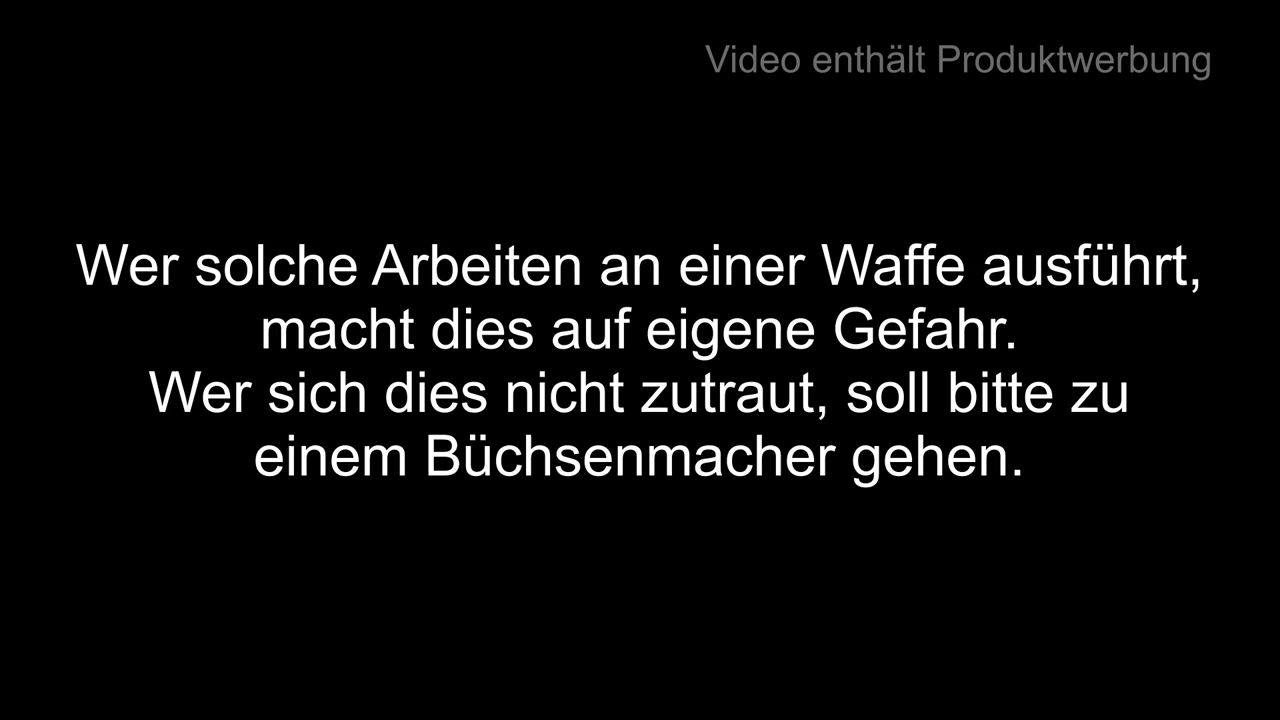 Video enthält Produktwerbung
Wer solche Arbeiten an einer Waffe ausführt,
macht dies auf eigene Gefahr.
Wer sich dies nicht zutraut, soll bitte zu
einem Büchsenmacher gehen.